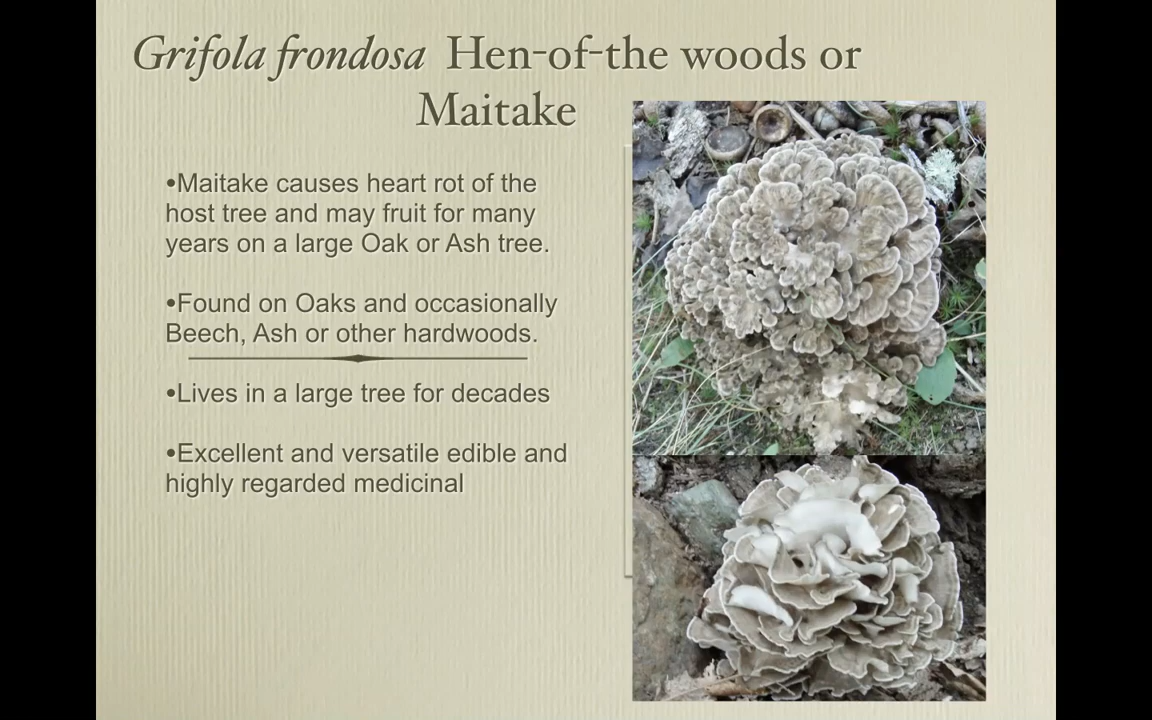 Grifola frondosa Hen-of-the woods or
Maitake
•Maitake causes heart rot of the
host tree and may fruit for many
years on a large Oak or Ash tree.
•Found on Oaks and occasionally
Beech, Ash or other hardwoods.
•Lives in a large tree for decades
•Excellent and versatile edible and
highly regarded medicinal